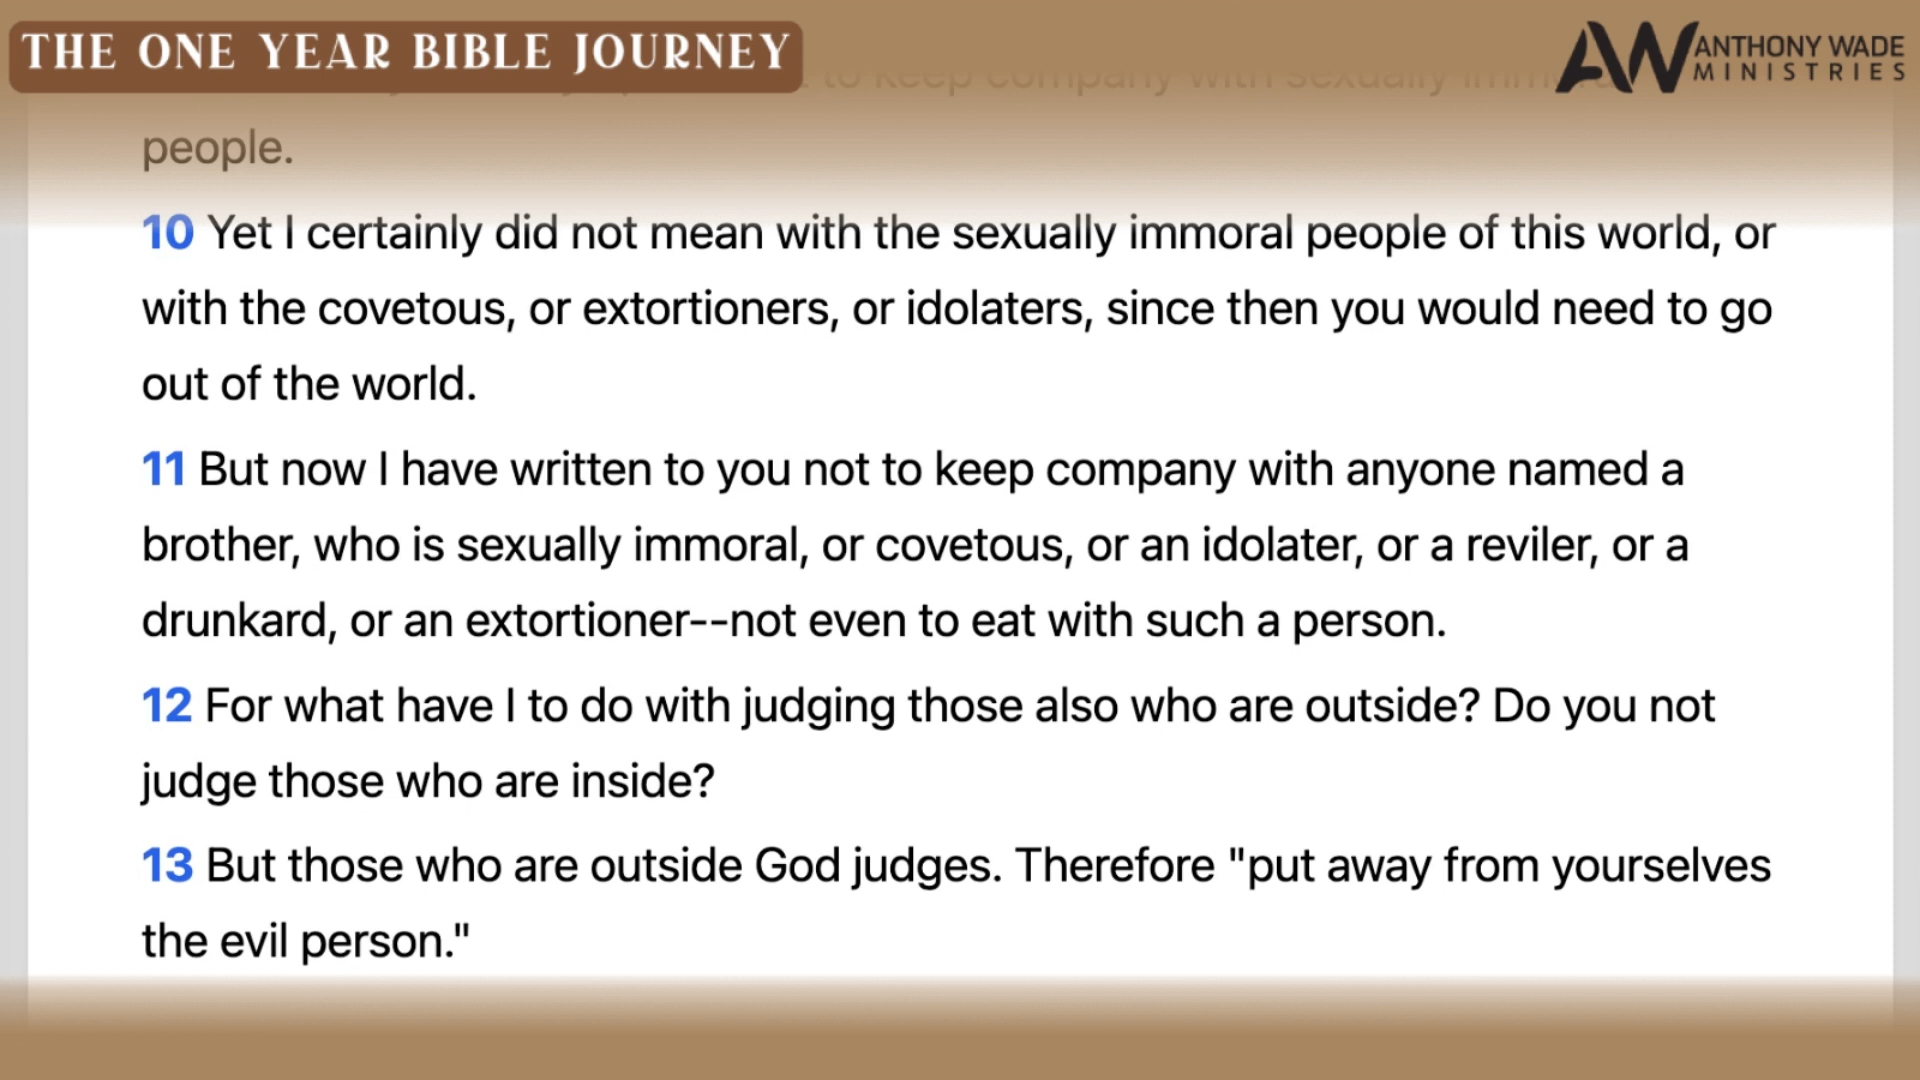 THE ONE YEAR BIBLE JOURNEY
ANTHONY WADE
MINISTRIES
to keep company with sexually
people.
10 Yet I certainly did not mean with the sexually immoral people of this world, or
with the covetous, or extortioners, or idolaters, since then you would need to go
out of the world.
11 But now I have written to you not to keep company with anyone named a
brother, who is sexually immoral, or covetous, or an idolater, or a reviler, or a
drunkard, or an extortioner--not even to eat with such a person.
12 For what have I to do with judging those also who are outside? Do you not
judge those who are inside?
13 But those who are outside God judges. Therefore "put away from yourselves
the evil person."